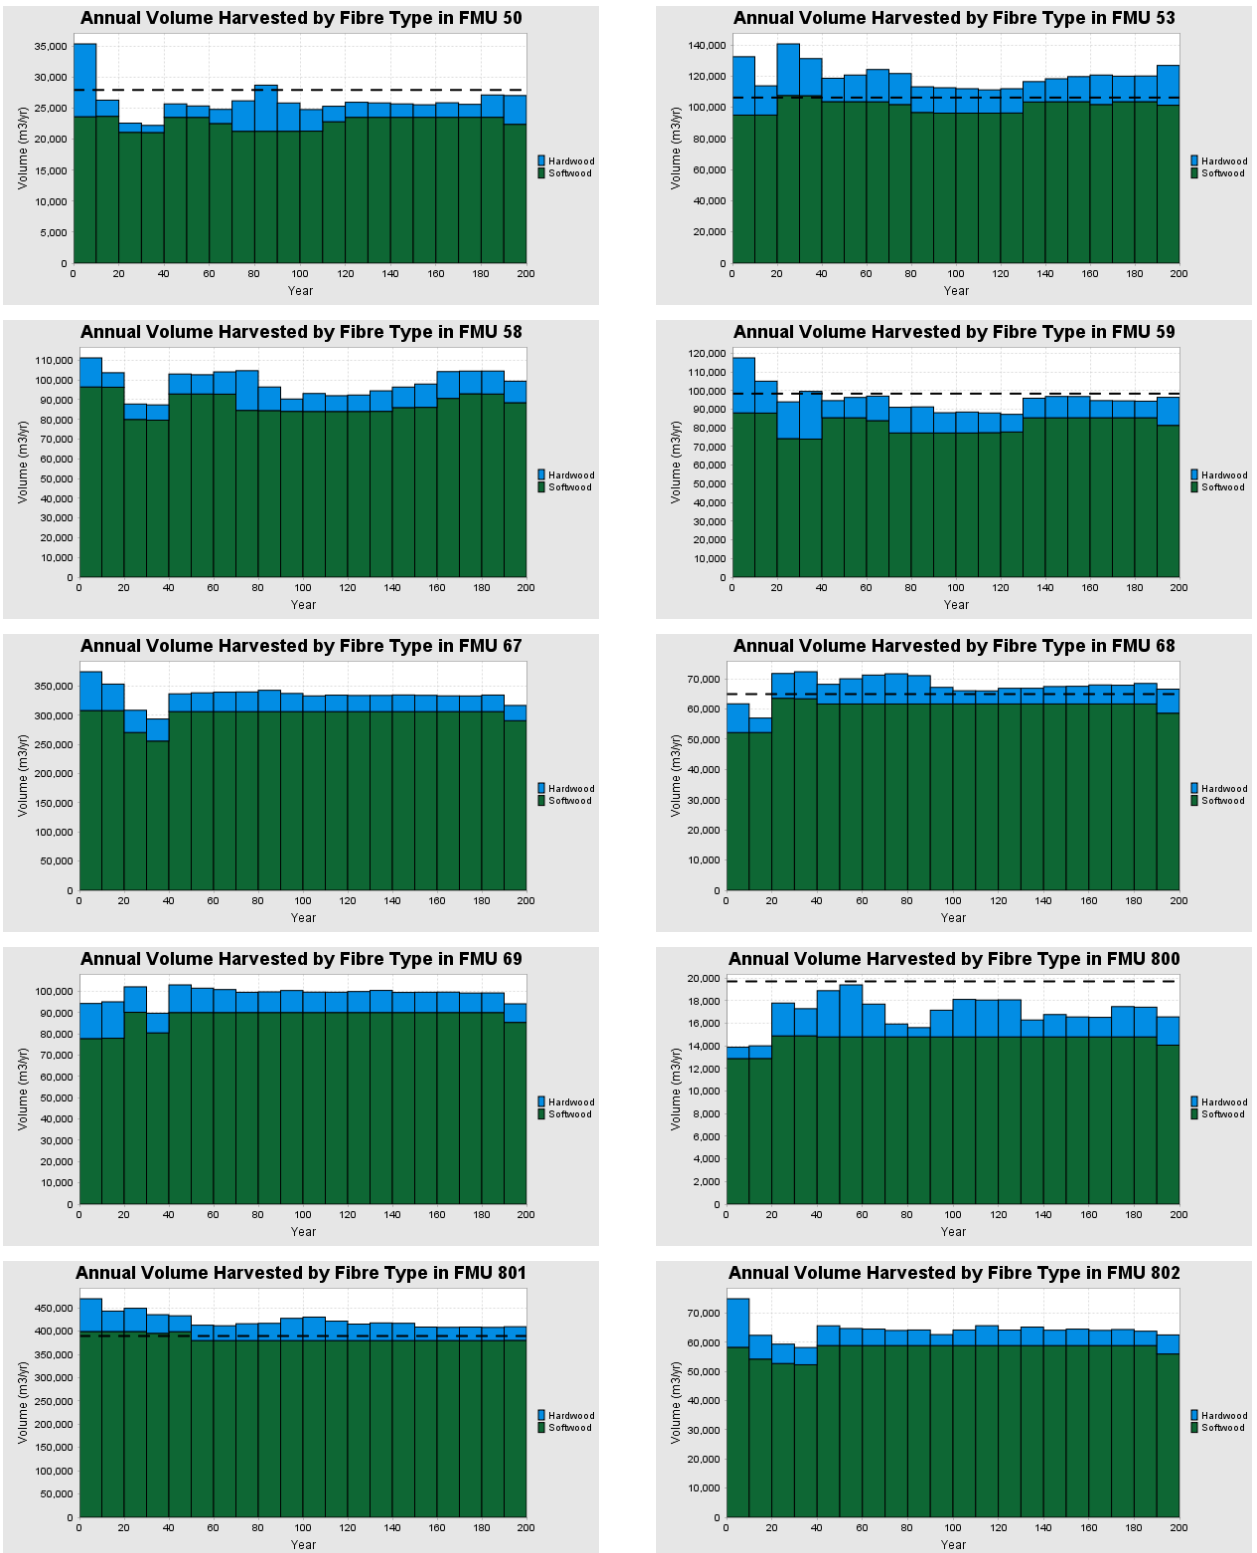 Annual Volume Harvested by Fibre Type in FMU 50
Volume (m3/yr)
35,000
30,000
25,000
20,000
15,000
10,000
5,000
0
0 20 40 60 80 100 120 140 160 180 200
Year
Hardwood
Softwood
Annual Volume Harvested by Fibre Type in FMU 53
Volume (m3/yr)
140,000
120,000
100,000
80,000
60,000
40,000
20,000
0
0 20 40 60 80 100 120 140 160 180 200
Year
Hardwood
Softwood
Annual Volume Harvested by Fibre Type in FMU 58
Volume (m3/yr)
110,000
100,000
90,000
80,000
70,000
60,000
50,000
40,000
30,000
20,000
10,000
0
0 20 40 60 80 100 120 140 160 180 200
Year
Hardwood
Softwood
Annual Volume Harvested by Fibre Type in FMU 59
Volume (m3/yr)
120,000
110,000
100,000
90,000
80,000
70,000
60,000
50,000
40,000
30,000
20,000
10,000
0
0 20 40 60 80 100 120 140 160 180 200
Year
Hardwood
Softwood
Annual Volume Harvested by Fibre Type in FMU 67
Volume (m3/yr)
350,000
300,000
250,000
200,000
150,000
100,000
50,000
0
0 20 40 60 80 100 120 140 160 180 200
Year
Hardwood
Softwood
Annual Volume Harvested by Fibre Type in FMU 68
Volume (m3/yr)
70,000
60,000
50,000
40,000
30,000
20,000
10,000
0
0 20 40 60 80 100 120 140 160 180 200
Year
Hardwood
Softwood
Annual Volume Harvested by Fibre Type in FMU 69
Volume (m3/yr)
100,000
90,000
80,000
70,000
60,000
50,000
40,000
30,000
20,000
10,000
0
0 20 40 60 80 100 120 140 160 180 200
Year
Hardwood
Softwood
Annual Volume Harvested by Fibre Type in FMU 800
Volume (m3/yr)
20,000
18,000
16,000
14,000
12,000
10,000
8,000
6,000
4,000
2,000
0
0 20 40 60 80 100 120 140 160 180 200
Year
Hardwood
Softwood
Annual Volume Harvested by Fibre Type in FMU 801
Volume (m3/yr)
450,000
400,000
350,000
300,000
250,000
200,000
150,000
100,000
50,000
0
0 20 40 60 80 100 120 140 160 180 200
Year
Hardwood
Softwood
Annual Volume Harvested by Fibre Type in FMU 802
Volume (m3/yr)
70,000
60,000
50,000
40,000
30,000
20,000
10,000
0
0 20 40 60 80 100 120 140 160 180 200
Year
Hardwood
Softwood